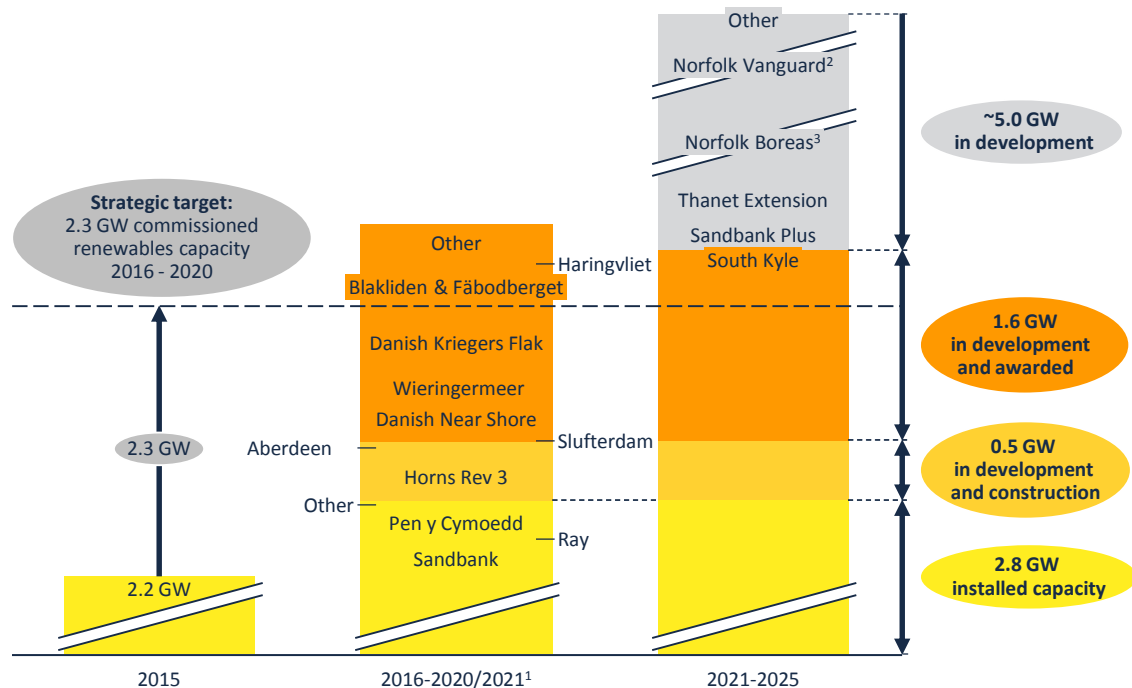 Strategic target:
2.3 GW commissioned
renewables capacity
2016 - 2020
2.3 GW
2.2 GW
2015
Other
Haringvliet
Blakliden & Fäbodberget
Danish Kriegers Flak
Wieringermeer
Danish Near Shore
Slufterdam
Aberdeen
Horns Rev 3
Other
Pen y Cymoedd
Ray
Sandbank
2016-2020/2021¹
Other
Norfolk Vanguard²
Norfolk Boreas³
Thanet Extension
Sandbank Plus
South Kyle
2021-2025
~5.0 GW
in development
1.6 GW
in development
and awarded
0.5 GW
in development
and construction
2.8 GW
installed capacity